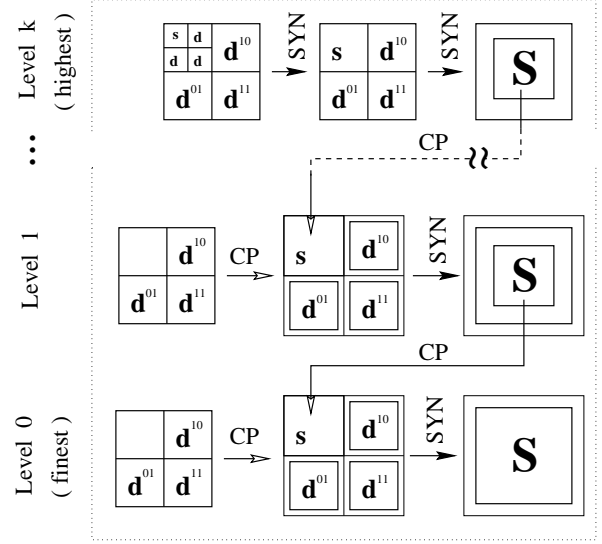 Level k
( highest )
s d
d d
d¹⁰
d⁰¹ d¹¹
SYN
s d¹⁰
d⁰¹ d¹¹
SYN
S
...
CP
Level 1
d¹⁰
d⁰¹ d¹¹
CP
s d¹⁰
d⁰¹ d¹¹
SYN
S
CP
Level 0
( finest )
d¹⁰
d⁰¹ d¹¹
CP
s d¹⁰
d⁰¹ d¹¹
SYN
S